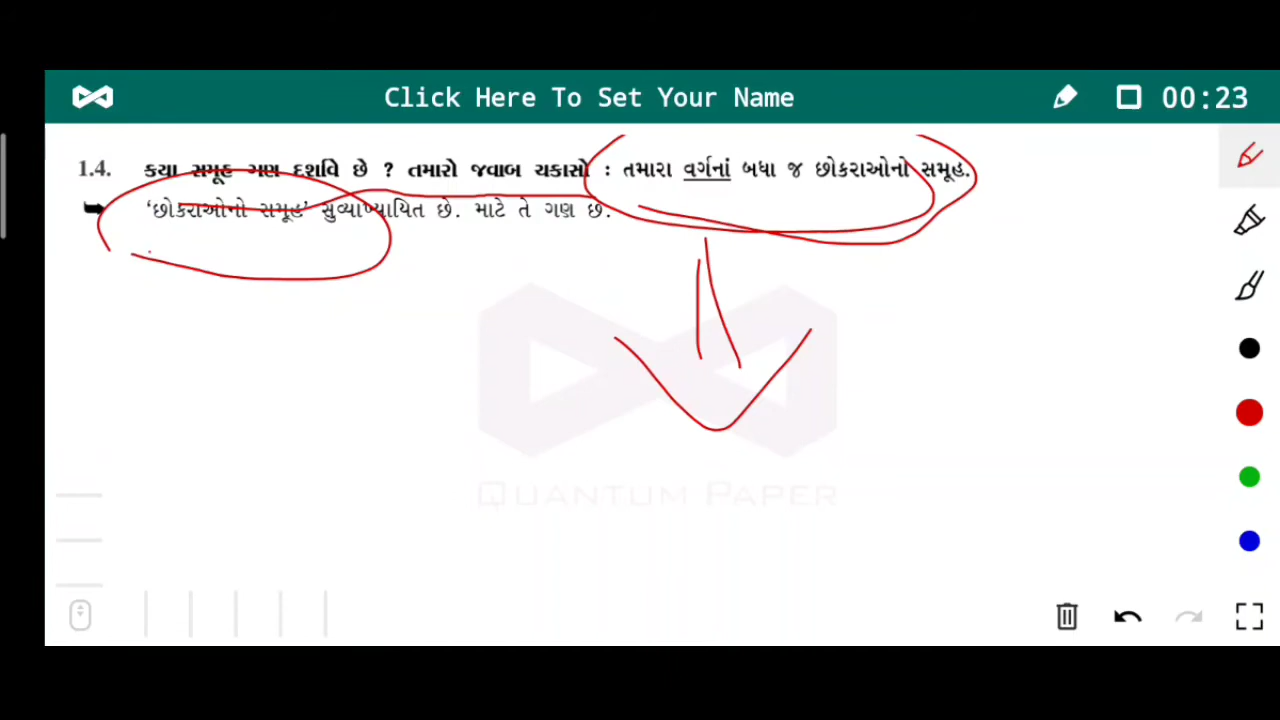 Click Here To Set Your Name
00:23
1.4. કયા સમૂહ ગણ દર્શાવે છે ? તમારો જવાબ ચકાસો : તમારા વર્ગનાં બધા જ છોકરાઓનો સમૂહ.
➥ ‘છોકરાઓનો સમૂહ’ સુવ્યાખ્યાયિત છે. માટે તે ગણ છે.
QUANTUM PAPER